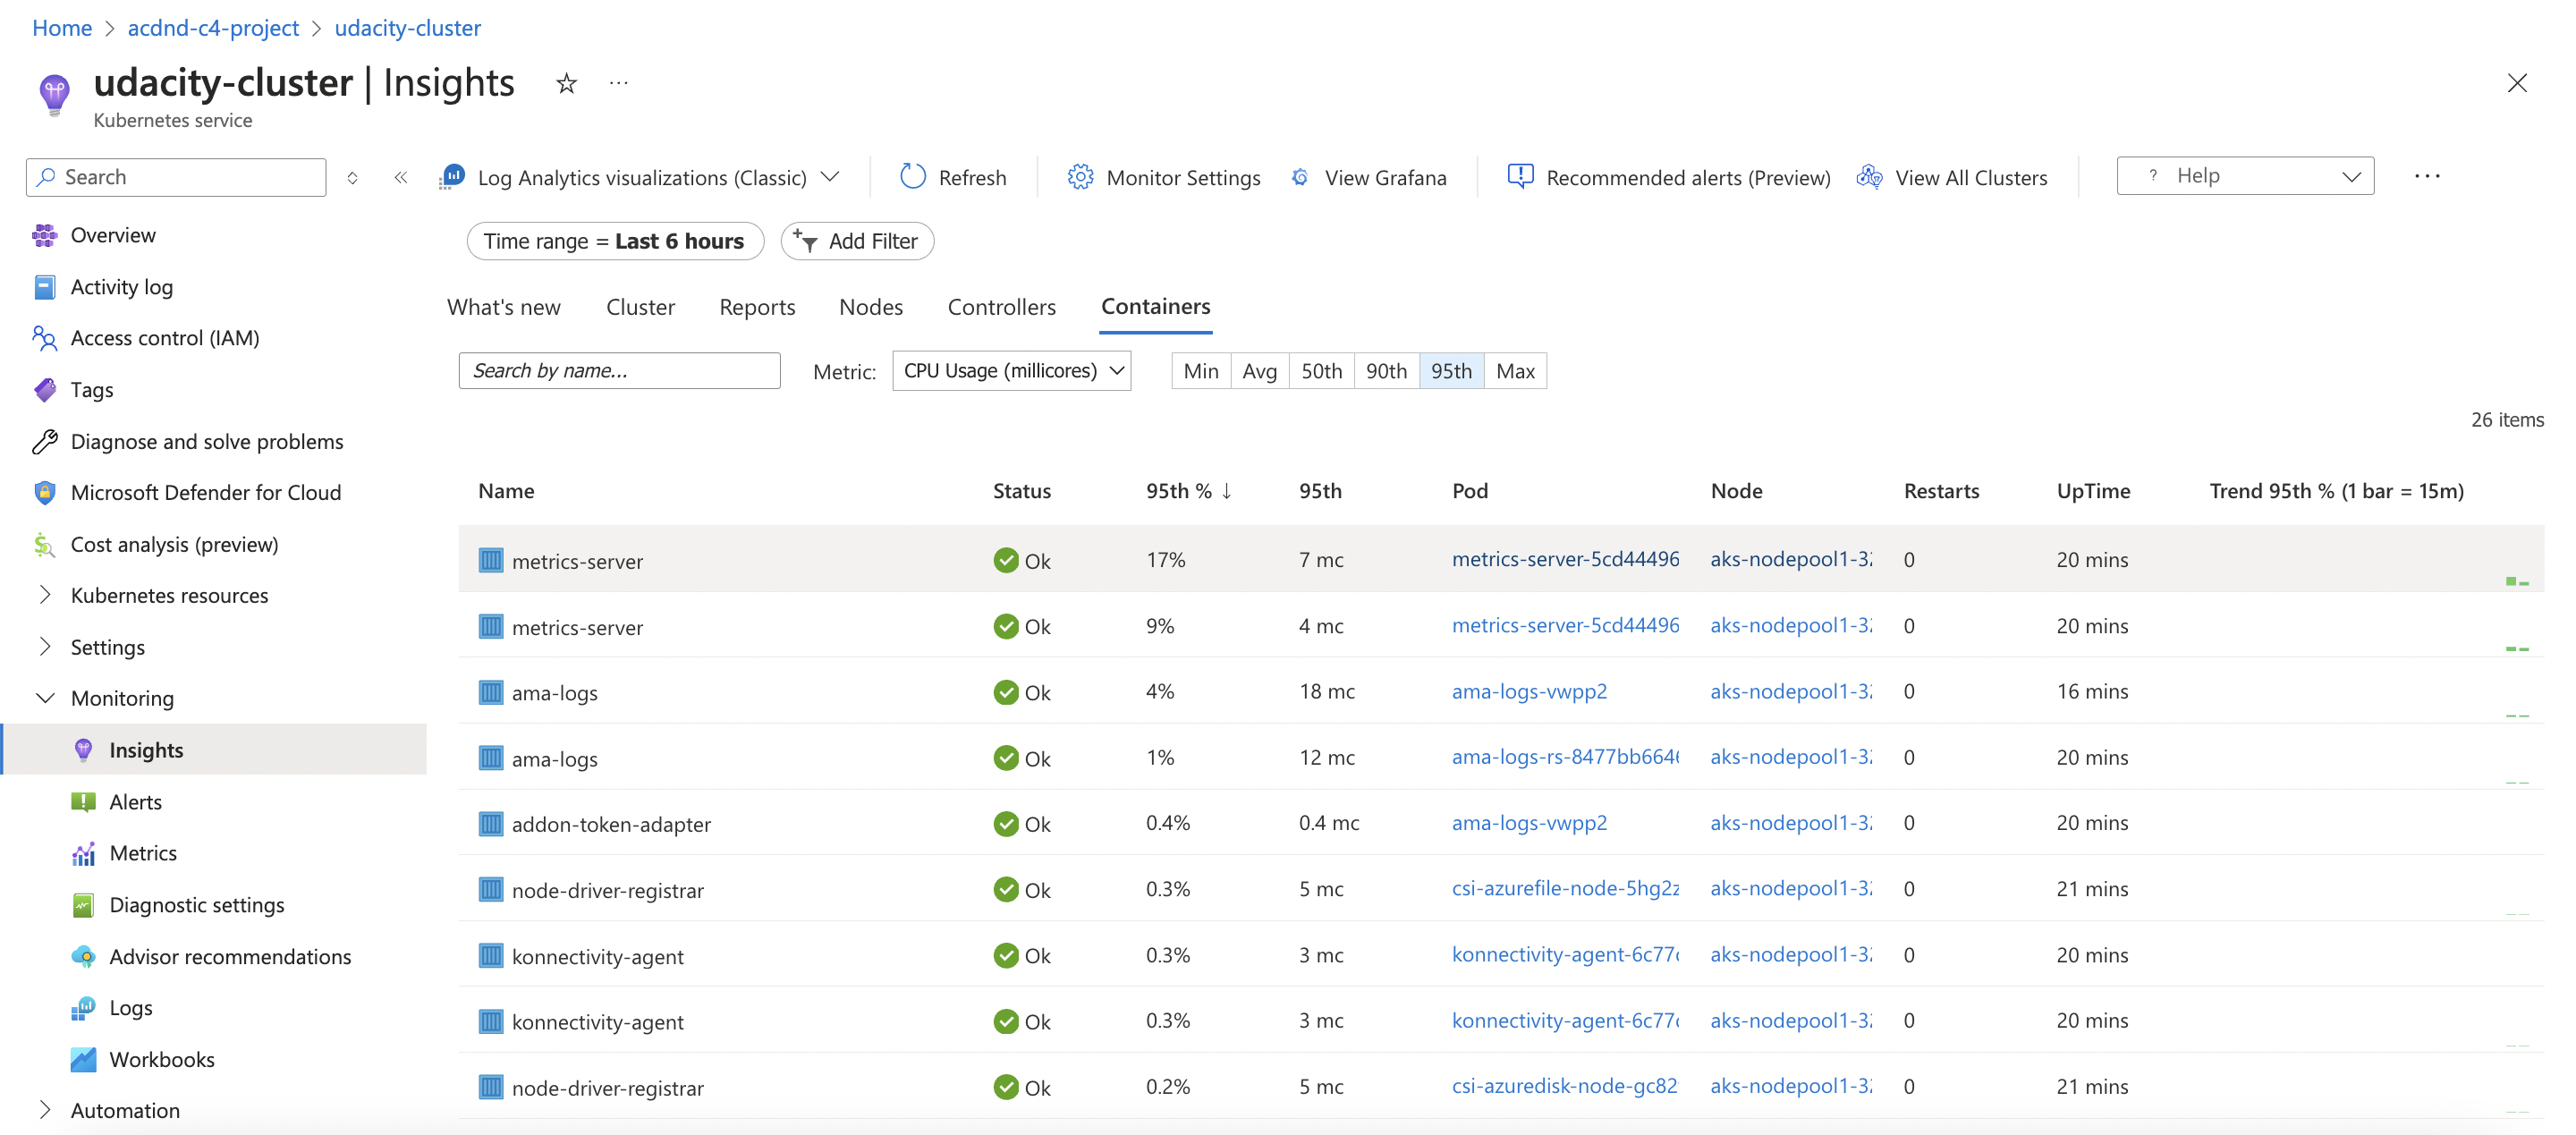 Home > acdnd-c4-project > udacity-cluster
udacity-cluster | Insights
Kubernetes service
Search
Log Analytics visualizations (Classic)
Refresh
Monitor Settings
View Grafana
Recommended alerts (Preview)
View All Clusters
? Help
Overview
Activity log
Access control (IAM)
Tags
Diagnose and solve problems
Microsoft Defender for Cloud
Cost analysis (preview)
Kubernetes resources
Settings
Monitoring
Insights
Alerts
Metrics
Diagnostic settings
Advisor recommendations
Logs
Workbooks
Automation
Time range = Last 6 hours
Add Filter
What's new Cluster Reports Nodes Controllers Containers
Search by name...
Metric: CPU Usage (millicores)
Min Avg 50th 90th 95th Max
26 items
Name Status 95th % ↓ 95th Pod Node Restarts UpTime Trend 95th % (1 bar = 15m)
metrics-server Ok 17% 7 mc metrics-server-5cd44496 aks-nodepool1-3 0 20 mins
metrics-server Ok 9% 4 mc metrics-server-5cd44496 aks-nodepool1-3 0 20 mins
ama-logs Ok 4% 18 mc ama-logs-vwpp2 aks-nodepool1-3 0 16 mins
ama-logs Ok 1% 12 mc ama-logs-rs-8477bb664 aks-nodepool1-3 0 20 mins
addon-token-adapter Ok 0.4% 0.4 mc ama-logs-vwpp2 aks-nodepool1-3 0 20 mins
node-driver-registrar Ok 0.3% 5 mc csi-azurefile-node-5hg2 aks-nodepool1-3 0 21 mins
konnectivity-agent Ok 0.3% 3 mc konnectivity-agent-6c77 aks-nodepool1-3 0 20 mins
konnectivity-agent Ok 0.3% 3 mc konnectivity-agent-6c77 aks-nodepool1-3 0 20 mins
node-driver-registrar Ok 0.2% 5 mc csi-azuredisk-node-gc82 aks-nodepool1-3 0 21 mins